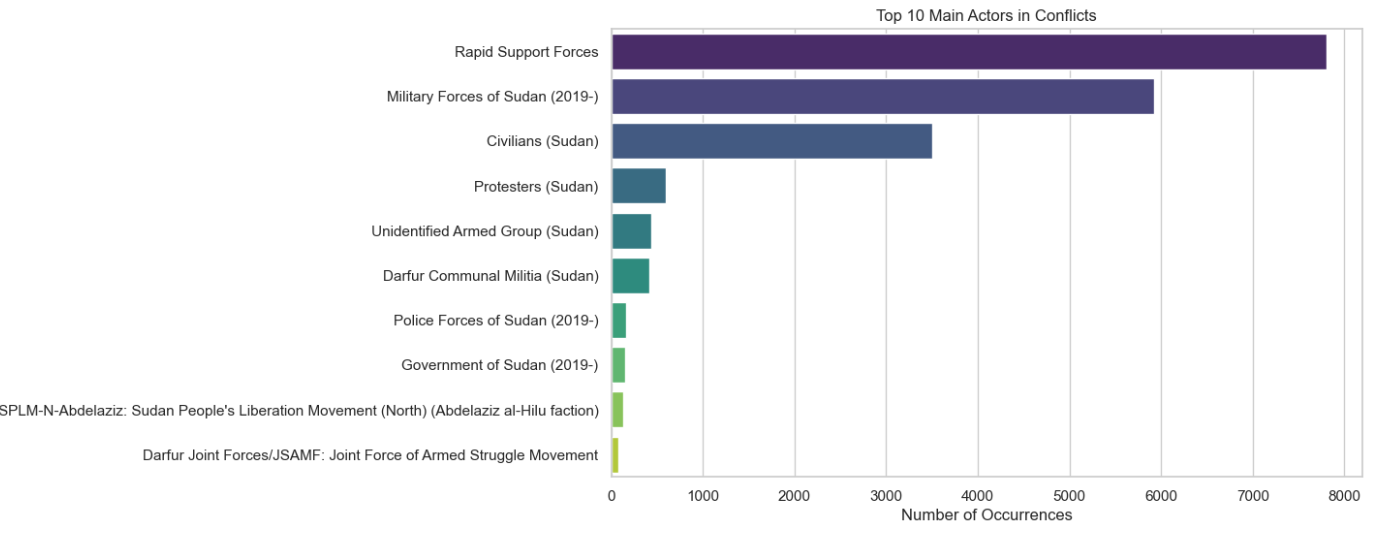 Top 10 Main Actors in Conflicts
Rapid Support Forces
Military Forces of Sudan (2019-)
Civilians (Sudan)
Protesters (Sudan)
Unidentified Armed Group (Sudan)
Darfur Communal Militia (Sudan)
Police Forces of Sudan (2019-)
Government of Sudan (2019-)
SPLM-N-Abdelaziz: Sudan People's Liberation Movement (North) (Abdelaziz al-Hilu faction)
Darfur Joint Forces/JSAMF: Joint Force of Armed Struggle Movement
0 1000 2000 3000 4000 5000 6000 7000 8000
Number of Occurrences